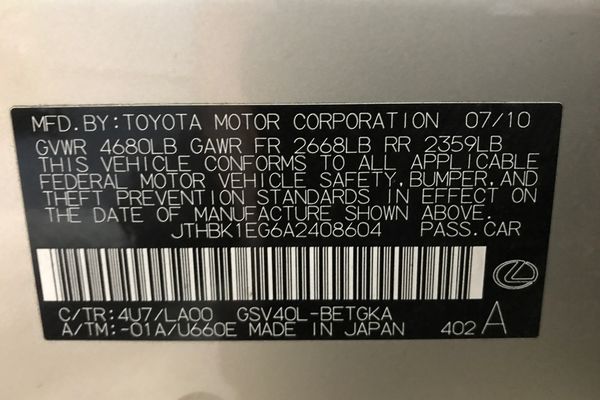 MFD.BY:TOYOTA MOTOR CORPORATION 07/10
GVWR 4680LB GAWR FR 2668LB RR 2359LB
THIS VEHICLE CONFORMS TO ALL APPLICABLE
FEDERAL MOTOR VEHICLE SAFETY, BUMPER, AND
THEFT PREVENTION STANDARDS IN EFFECT ON
THE DATE OF MANUFACTURE SHOWN ABOVE.
JTHBK1EG6A2408604 PASS.CAR
C/TR:4U7/LA00 GSV40L-BETGKA
A/TM:-01A/U660E MADE IN JAPAN 402 A